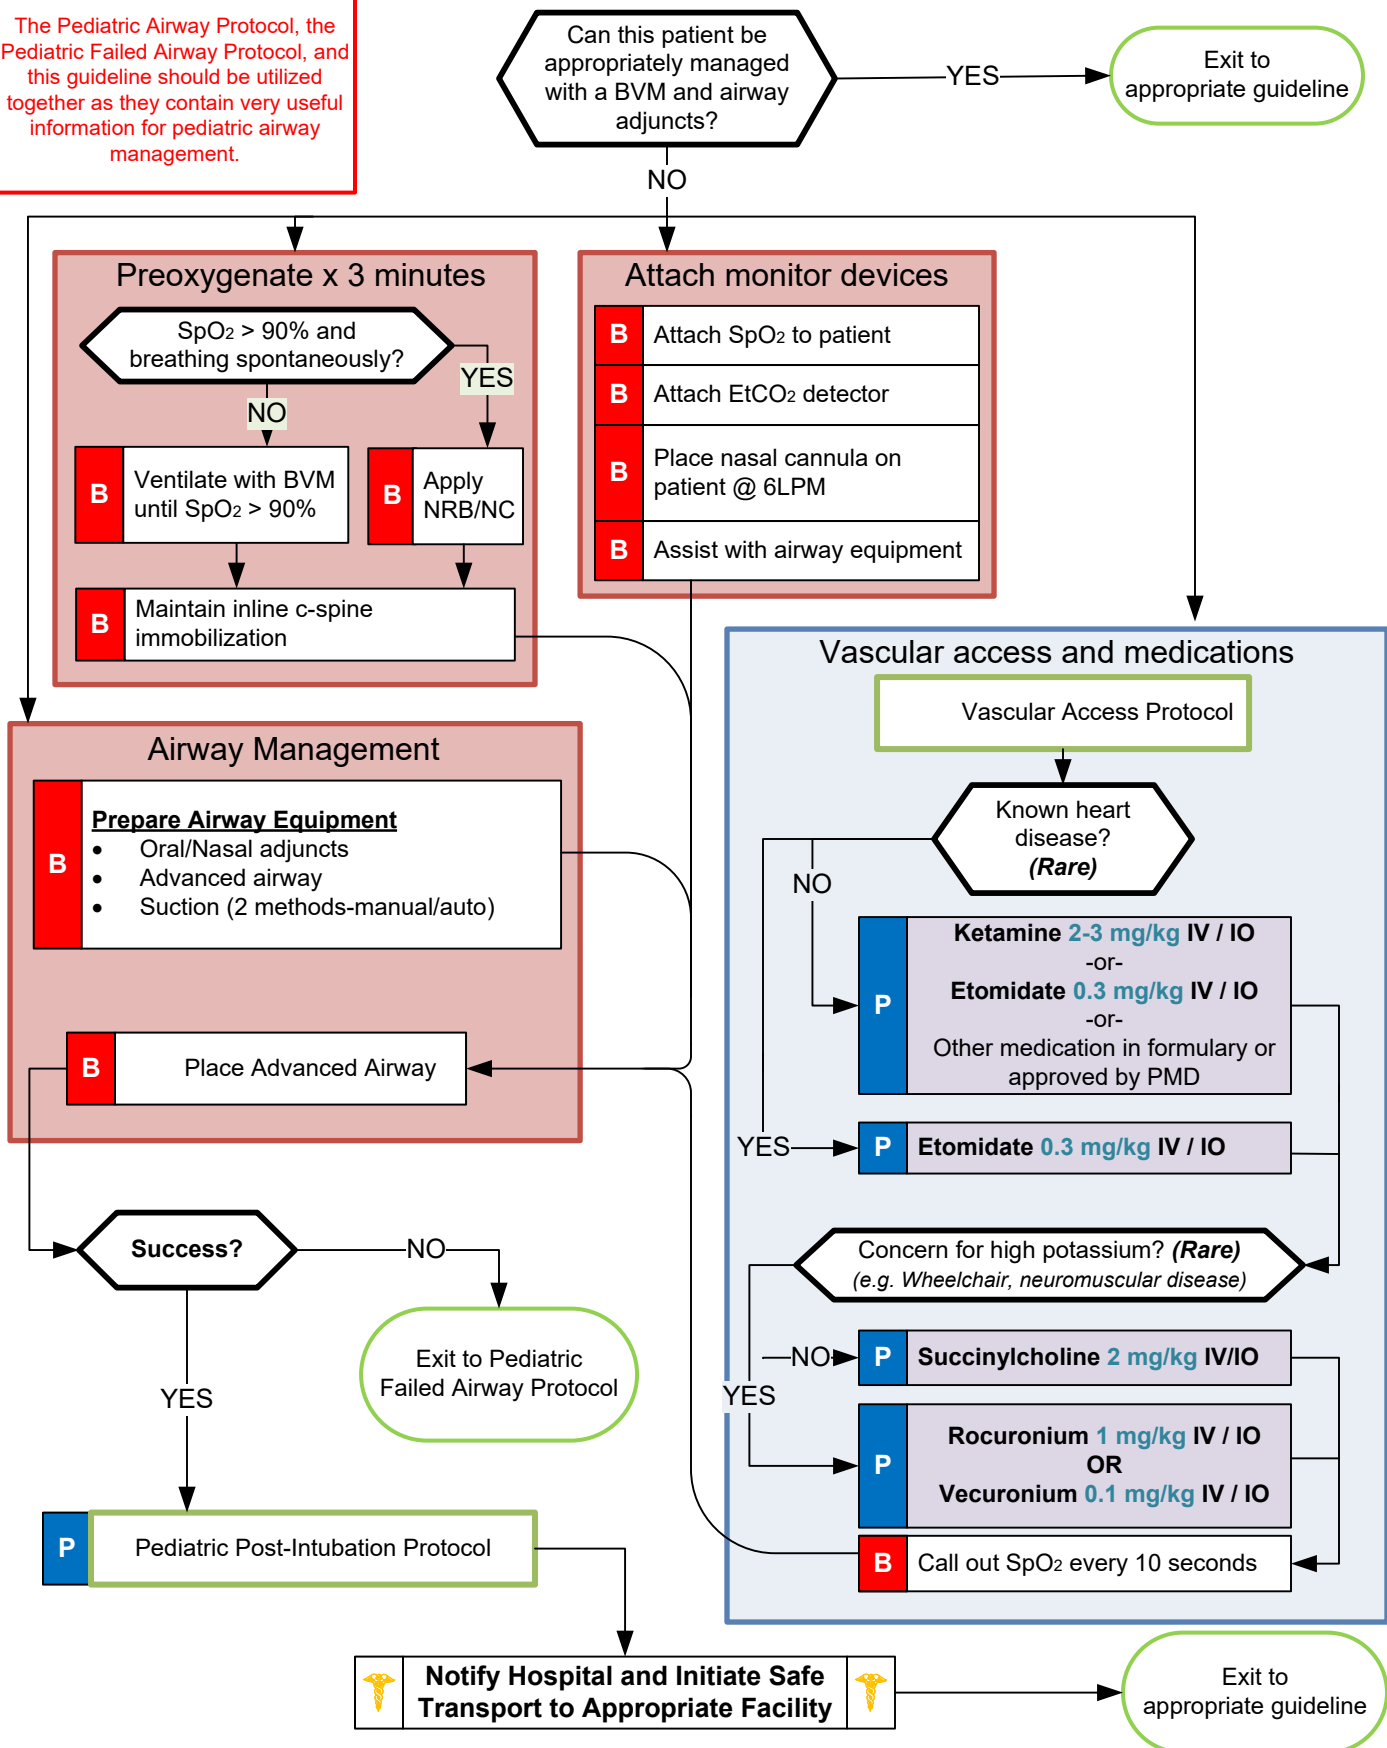 The Pediatric Airway Protocol, the
Pediatric Failed Airway Protocol, and
this guideline should be utilized
together as they contain very useful
information for pediatric airway
management.
Can this patient be
appropriately managed
with a BVM and airway
adjuncts?
YES
Exit to
appropriate guideline
NO
Preoxygenate x 3 minutes
SpO2 > 90% and
breathing spontaneously?
YES
NO
B
Ventilate with BVM
until SpO2 > 90%
B
Apply
NRB/NC
B
Maintain inline c-spine
immobilization
Attach monitor devices
B
Attach SpO2 to patient
B
Attach EtCO2 detector
B
Place nasal cannula on
patient @ 6LPM
B
Assist with airway equipment
Airway Management
B
Prepare Airway Equipment
• Oral/Nasal adjuncts
• Advanced airway
• Suction (2 methods-manual/auto)
B
Place Advanced Airway
Vascular access and medications
Vascular Access Protocol
Known heart
disease?
(Rare)
NO
P
Ketamine 2-3 mg/kg IV / IO
-or-
Etomidate 0.3 mg/kg IV / IO
-or-
Other medication in formulary or
approved by PMD
YES
P
Etomidate 0.3 mg/kg IV / IO
Concern for high potassium? (Rare)
(e.g. Wheelchair, neuromuscular disease)
NO
P
Succinylcholine 2 mg/kg IV/IO
YES
P
Rocuronium 1 mg/kg IV / IO
OR
Vecuronium 0.1 mg/kg IV / IO
B
Call out SpO2 every 10 seconds
Success?
NO
Exit to Pediatric
Failed Airway Protocol
YES
P
Pediatric Post-Intubation Protocol
Notify Hospital and Initiate Safe
Transport to Appropriate Facility
Exit to
appropriate guideline